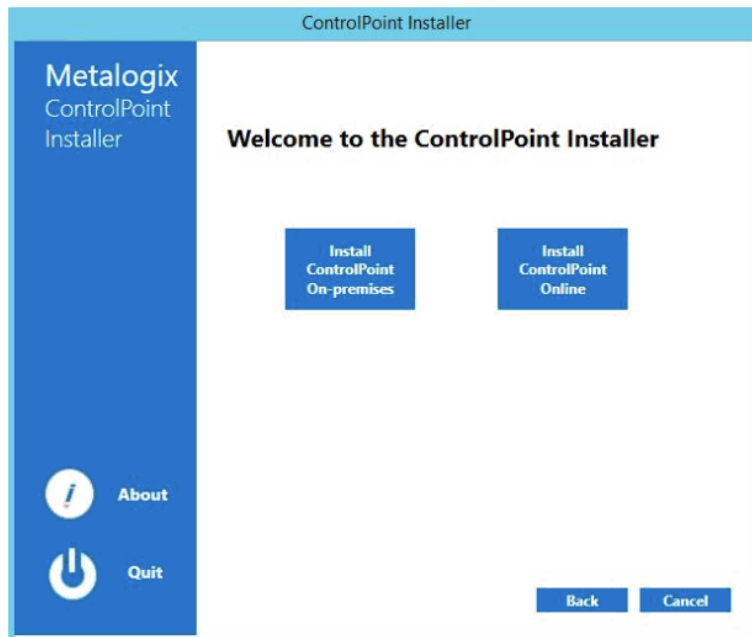 ControlPoint Installer
Metalogix
ControlPoint
Installer
Welcome to the ControlPoint Installer
Install
ControlPoint
On-premises
Install
ControlPoint
Online
About
Quit
Back
Cancel